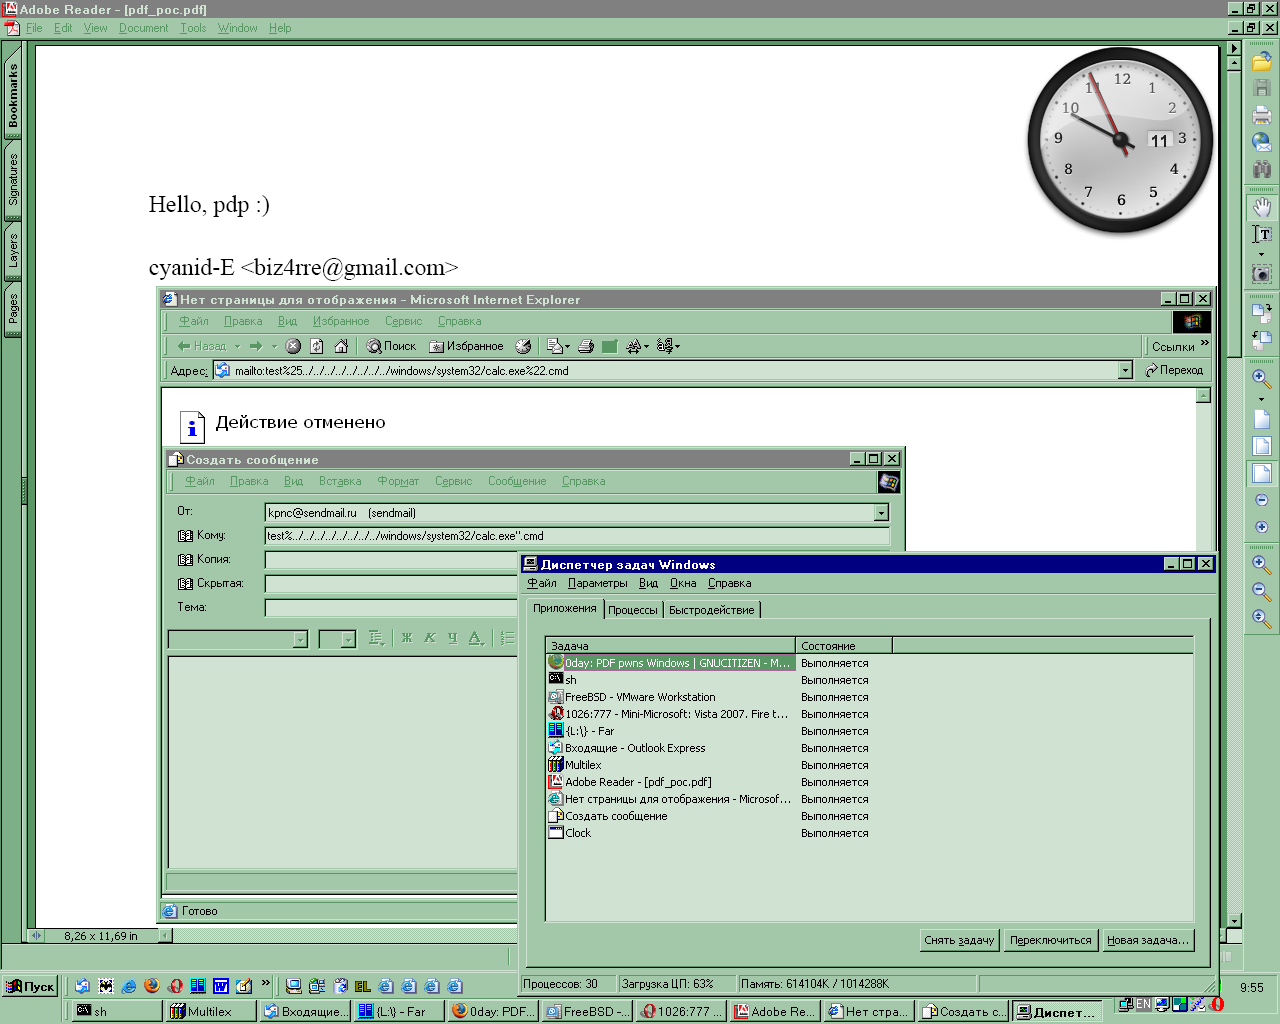 Adobe Reader - [pdf_poc.pdf]
File Edit View Document Tools Window Help
Bookmarks
Signatures
Layers
Pages
12
1
2
3
4
5
6
7
8
9
10
11
11
Hello, pdp :)
cyanid-E <biz4rre@gmail.com>
Нет страницы для отображения - Microsoft Internet Explorer
Файл Правка Вид Избранное Сервис Справка
Назад Поиск Избранное Ссылки »
Адрес: mailto:test%25../../../../../../../../windows/system32/calc.exe%22.cmd Переход
Действие отменено
Создать сообщение
Файл Правка Вид Вставка Формат Сервис Сообщение Справка
От: kpnc@sendmail.ru (sendmail)
Кому: test%../../../../../../../../windows/system32/calc.exe".cmd
Копия:
Скрытая:
Тема:
Ж К Ч А
Готово
Диспетчер задач Windows
Файл Параметры Вид Окна Справка
Приложения Процессы Быстродействие
Задача Состояние
0day: PDF pwns Windows | GNUCITIZEN - M... Выполняется
sh Выполняется
FreeBSD - VMware Workstation Выполняется
1026:777 - Mini-Microsoft: Vista 2007. Fire t... Выполняется
{L:\} - Far Выполняется
Входящие - Outlook Express Выполняется
Multilex Выполняется
Adobe Reader - [pdf_poc.pdf] Выполняется
Нет страницы для отображения - Microsof... Выполняется
Создать сообщение Выполняется
Clock Выполняется
Снять задачу Переключиться Новая задача...
Процессов: 30 Загрузка ЦП: 63% Память: 614104K / 1014288K
8,26 x 11,69 in
Пуск » EL 9:55
sh Multilex Входящие... {L:\} - Far 0day: PDF... FreeBSD -... 1026:777 ... Adobe Re... Нет стра... Создать с... Диспет... EN